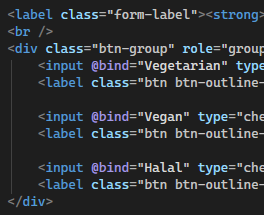 <label class="form-label"><strong>
<br />
<div class="btn-group" role="group
<input @bind="Vegetarian" type
<label class="btn btn-outline-
<input @bind="Vegan" type="che
<label class="btn btn-outline-
<input @bind="Halal" type="che
<label class="btn btn-outline-
</div>